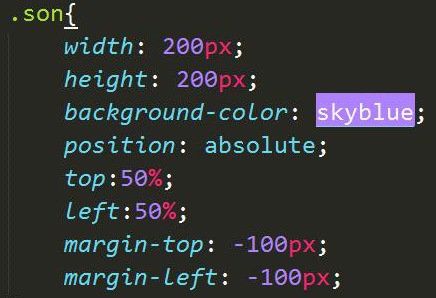 .son{
width: 200px;
height: 200px;
background-color: skyblue;
position: absolute;
top:50%;
left:50%;
margin-top: -100px;
margin-left: -100px;